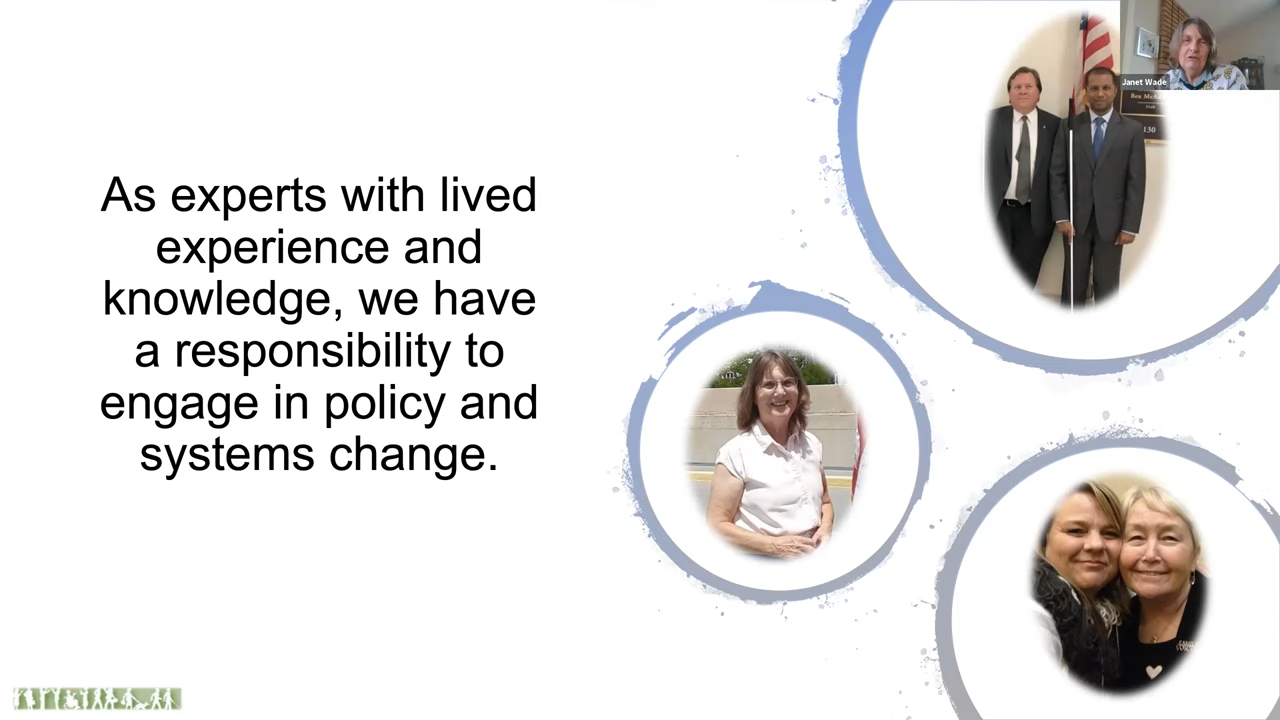 As experts with lived
experience and
knowledge, we have
a responsibility to
engage in policy and
systems change.
Janet Wade